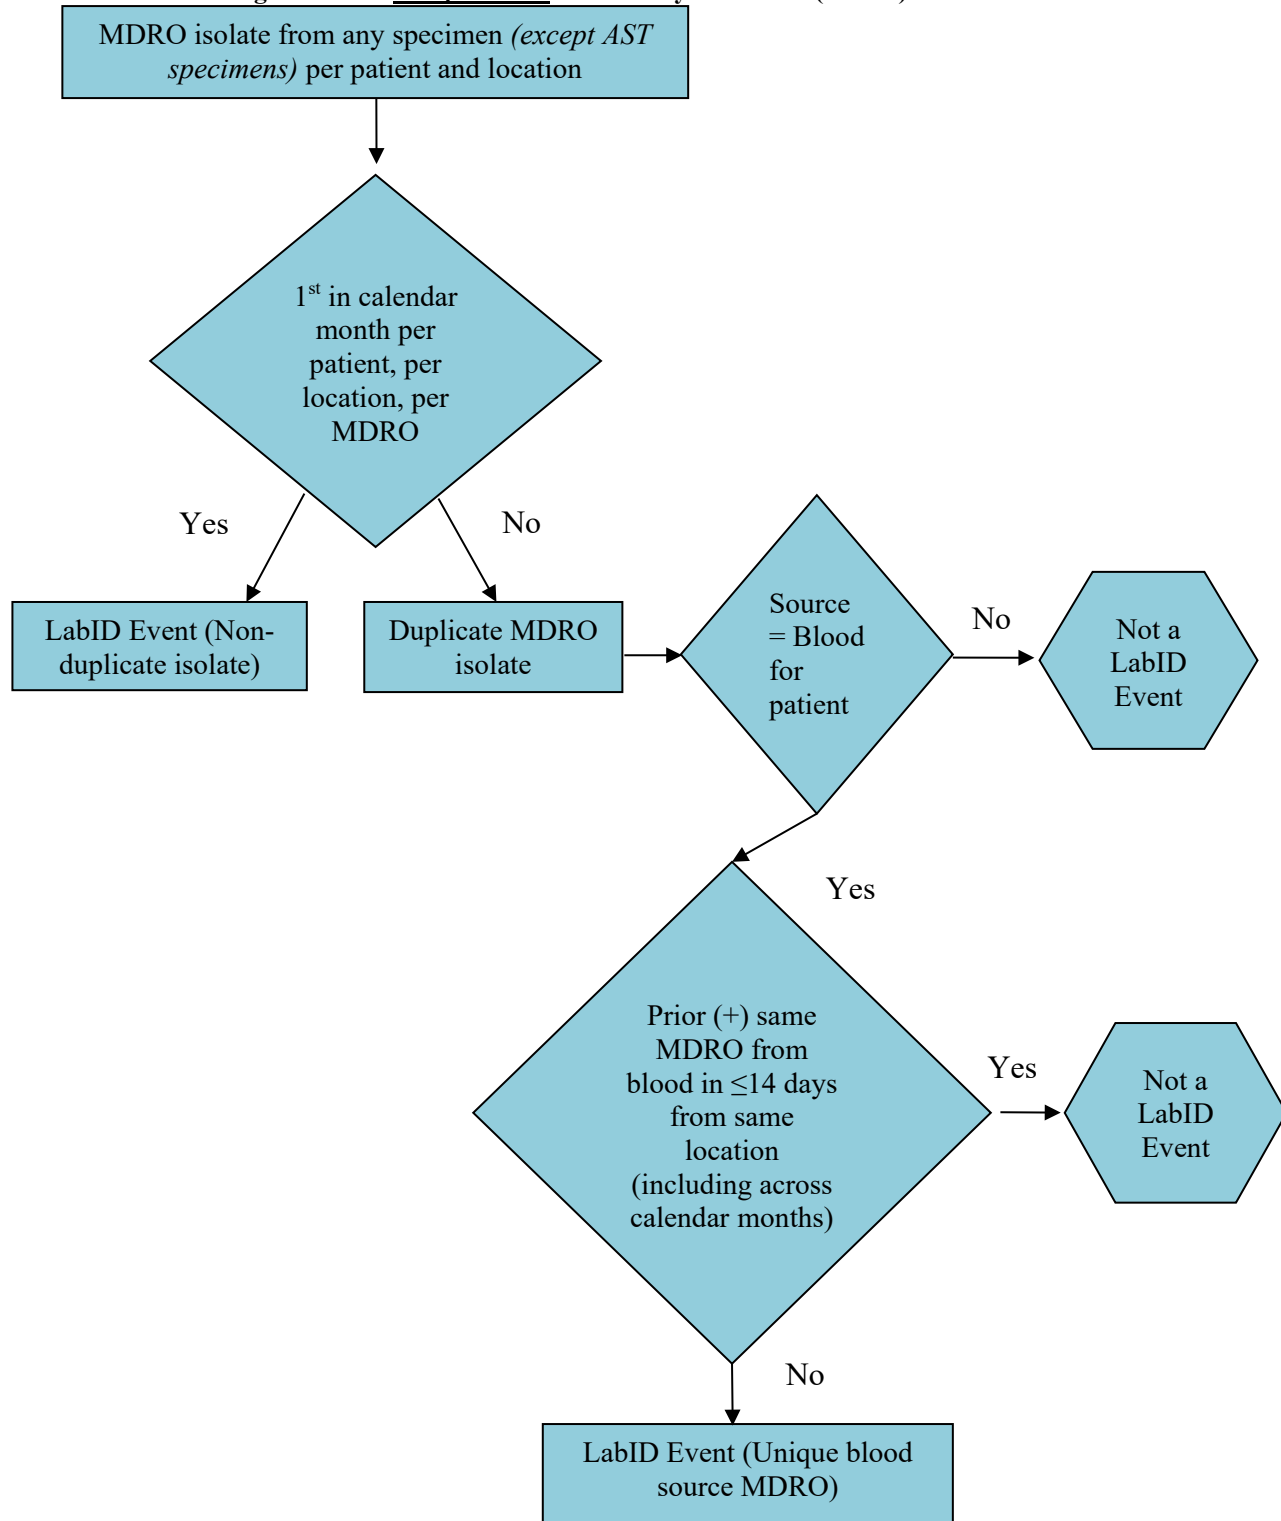 MDRO isolate from any specimen (except AST
specimens) per patient and location
1st in calendar
month per
patient, per
location, per
MDRO
Yes
No
LabID Event (Non-
duplicate isolate)
Duplicate MDRO
isolate
Source
= Blood
for
patient
No
Not a
LabID
Event
Yes
Prior (+) same
MDRO from
blood in ≤14 days
from same
location
(including across
calendar months)
Yes
Not a
LabID
Event
No
LabID Event (Unique blood
source MDRO)